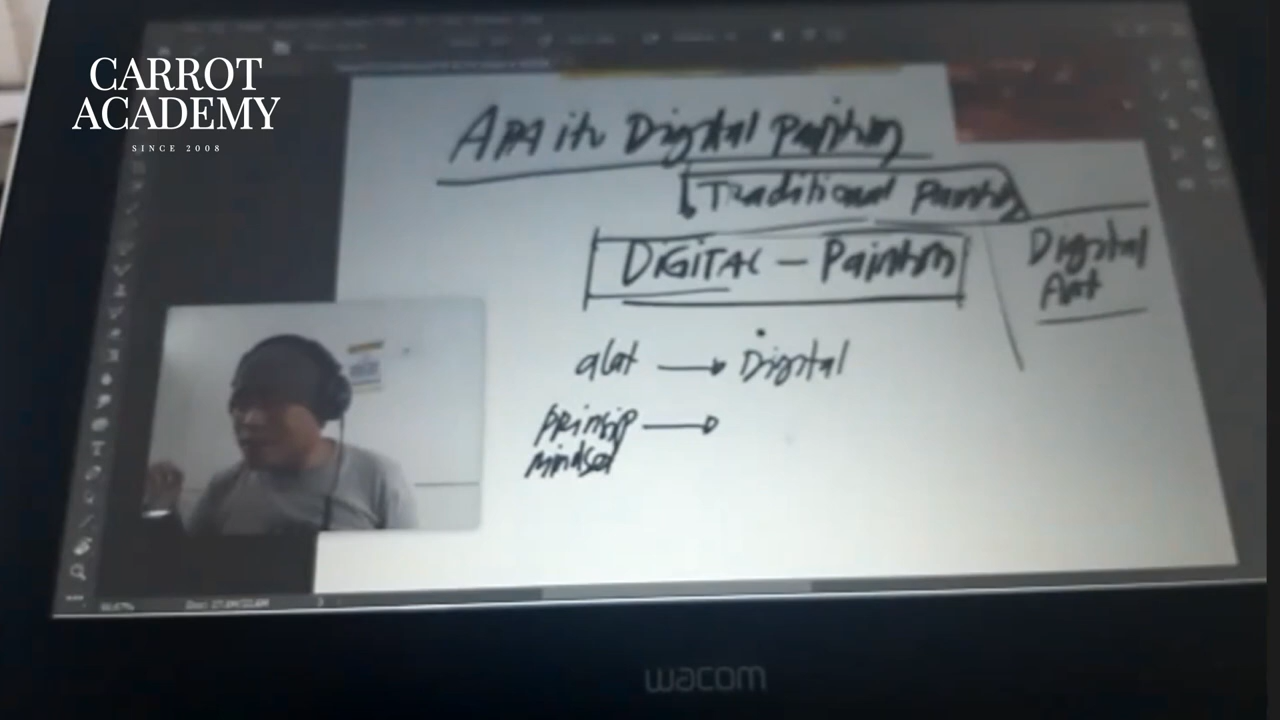 CARROT
ACADEMY
SINCE 2008
APA itu Digital Painting
Traditional Painting
DIGITAL – Painting
Digital
Art
alat → Digital
prinsip →
mindset
wacom